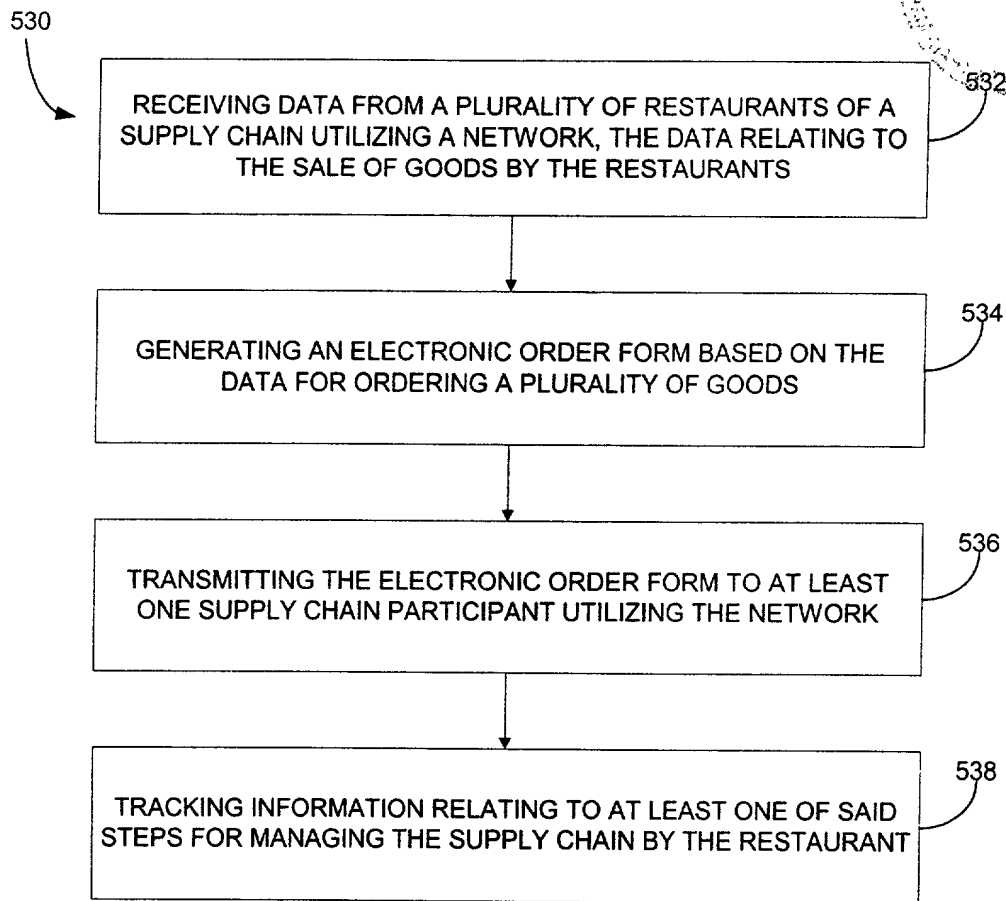 530
532
RECEIVING DATA FROM A PLURALITY OF RESTAURANTS OF A
SUPPLY CHAIN UTILIZING A NETWORK, THE DATA RELATING TO
THE SALE OF GOODS BY THE RESTAURANTS
534
GENERATING AN ELECTRONIC ORDER FORM BASED ON THE
DATA FOR ORDERING A PLURALITY OF GOODS
536
TRANSMITTING THE ELECTRONIC ORDER FORM TO AT LEAST
ONE SUPPLY CHAIN PARTICIPANT UTILIZING THE NETWORK
538
TRACKING INFORMATION RELATING TO AT LEAST ONE OF SAID
STEPS FOR MANAGING THE SUPPLY CHAIN BY THE RESTAURANT